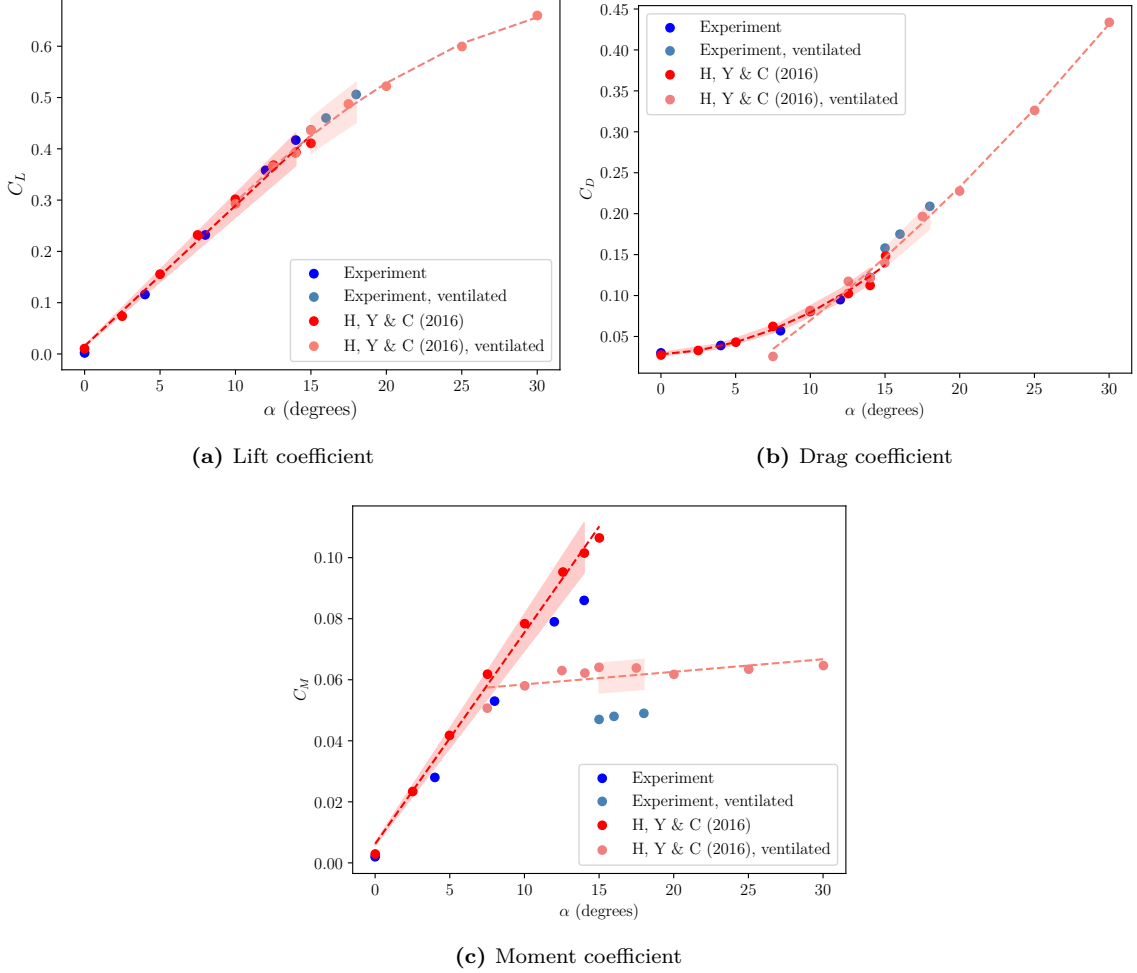 0.6
0.5
0.4
0.3
0.2
0.1
0.0
C_L
0 5 10 15 20 25 30
α (degrees)
Experiment
Experiment, ventilated
H, Y & C (2016)
H, Y & C (2016), ventilated
(a) Lift coefficient
0.45
0.40
0.35
0.30
0.25
0.20
0.15
0.10
0.05
C_D
0 5 10 15 20 25 30
α (degrees)
Experiment
Experiment, ventilated
H, Y & C (2016)
H, Y & C (2016), ventilated
(b) Drag coefficient
0.10
0.08
0.06
0.04
0.02
0.00
C_M
0 5 10 15 20 25 30
α (degrees)
Experiment
Experiment, ventilated
H, Y & C (2016)
H, Y & C (2016), ventilated
(c) Moment coefficient